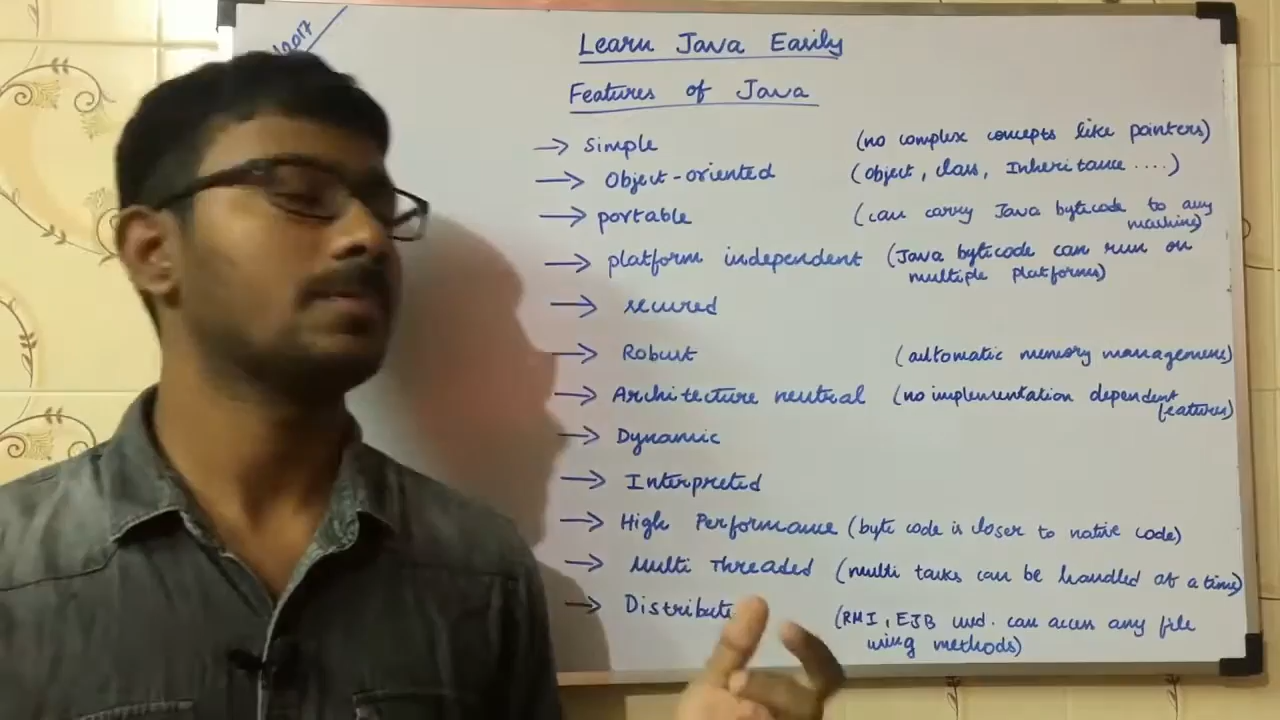 2017
Learn Java Easily
Features of Java
→ Simple (no complex concepts like pointers)
→ Object-oriented (object, class, Inheritance ....)
→ portable (can carry Java bytecode to any
machine)
→ platform independent (Java bytecode can run on
multiple platforms)
→ secured
→ Robust (automatic memory management)
→ Architecture neutral (no implementation dependent
features)
→ Dynamic
→ Interpreted
→ High Performance (byte code is closer to native code)
→ Multi Threaded (multi tasks can be handled at a time)
→ Distribute (RMI, EJB used. can access any file
using methods)